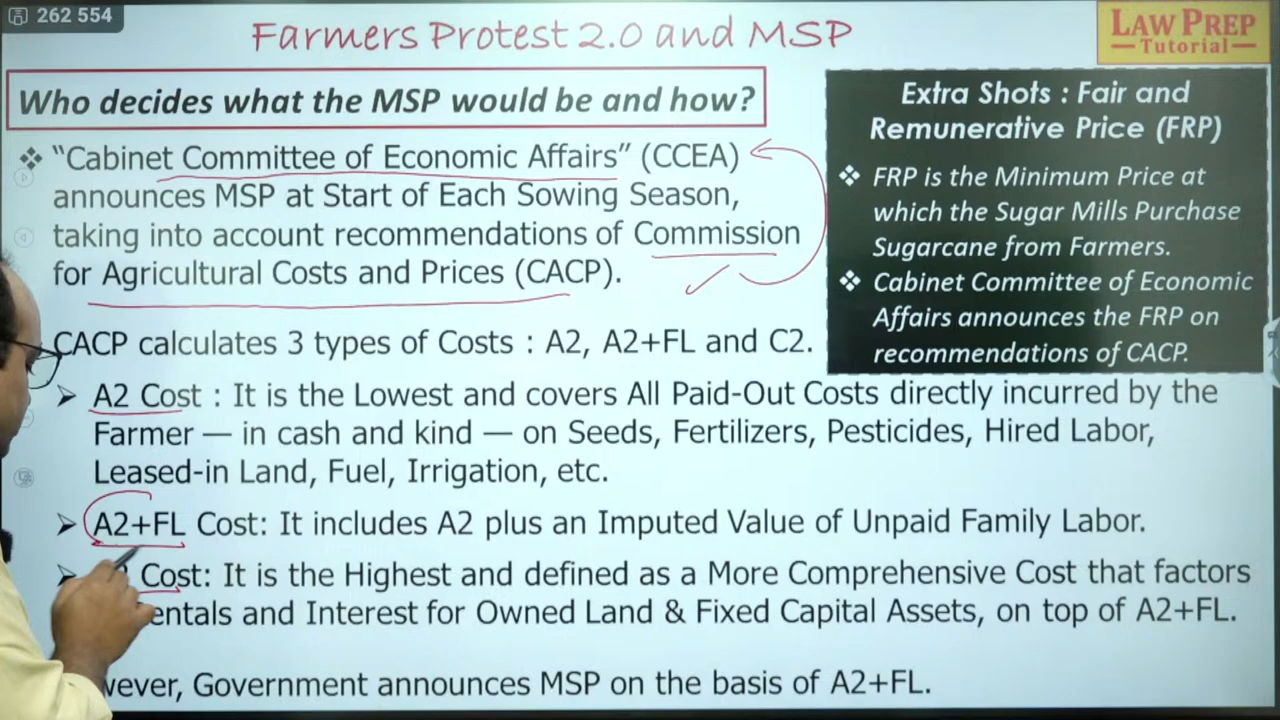 262 554
Farmers Protest 2.0 and MSP
LAW PREP
Tutorial
Who decides what the MSP would be and how?
❖ “Cabinet Committee of Economic Affairs” (CCEA)
announces MSP at Start of Each Sowing Season,
taking into account recommendations of Commission
for Agricultural Costs and Prices (CACP).
CACP calculates 3 types of Costs : A2, A2+FL and C2.
➢ A2 Cost : It is the Lowest and covers All Paid-Out Costs directly incurred by the
Farmer — in cash and kind — on Seeds, Fertilizers, Pesticides, Hired Labor,
Leased-in Land, Fuel, Irrigation, etc.
➢ A2+FL Cost: It includes A2 plus an Imputed Value of Unpaid Family Labor.
➢ Cost: It is the Highest and defined as a More Comprehensive Cost that factors
entals and Interest for Owned Land & Fixed Capital Assets, on top of A2+FL.
wever, Government announces MSP on the basis of A2+FL.
Extra Shots : Fair and
Remunerative Price (FRP)
❖ FRP is the Minimum Price at
which the Sugar Mills Purchase
Sugarcane from Farmers.
❖ Cabinet Committee of Economic
Affairs announces the FRP on
recommendations of CACP.